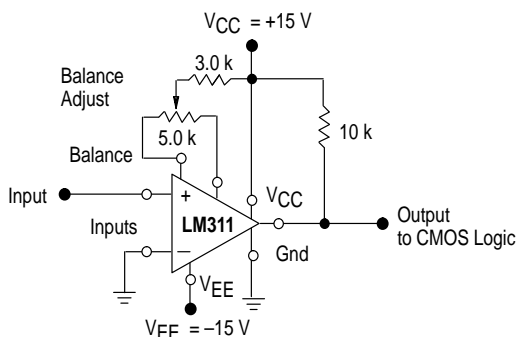 VCC = +15 V
3.0 k
Balance
Adjust
5.0 k
10 k
Balance
Input
+
VCC
LM311
Output
to CMOS Logic
Inputs
–
Gnd
VEE
VEE = –15 V